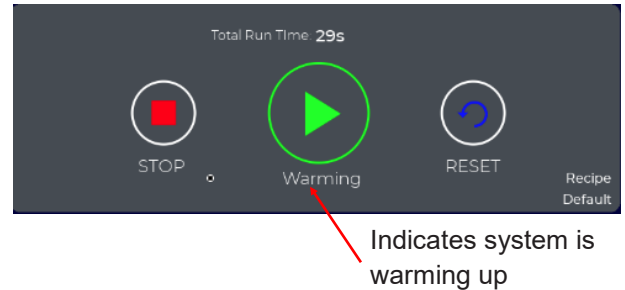 Total Run TIme: 29s
STOP
Warming
RESET
Recipe
Default
Indicates system is
warming up